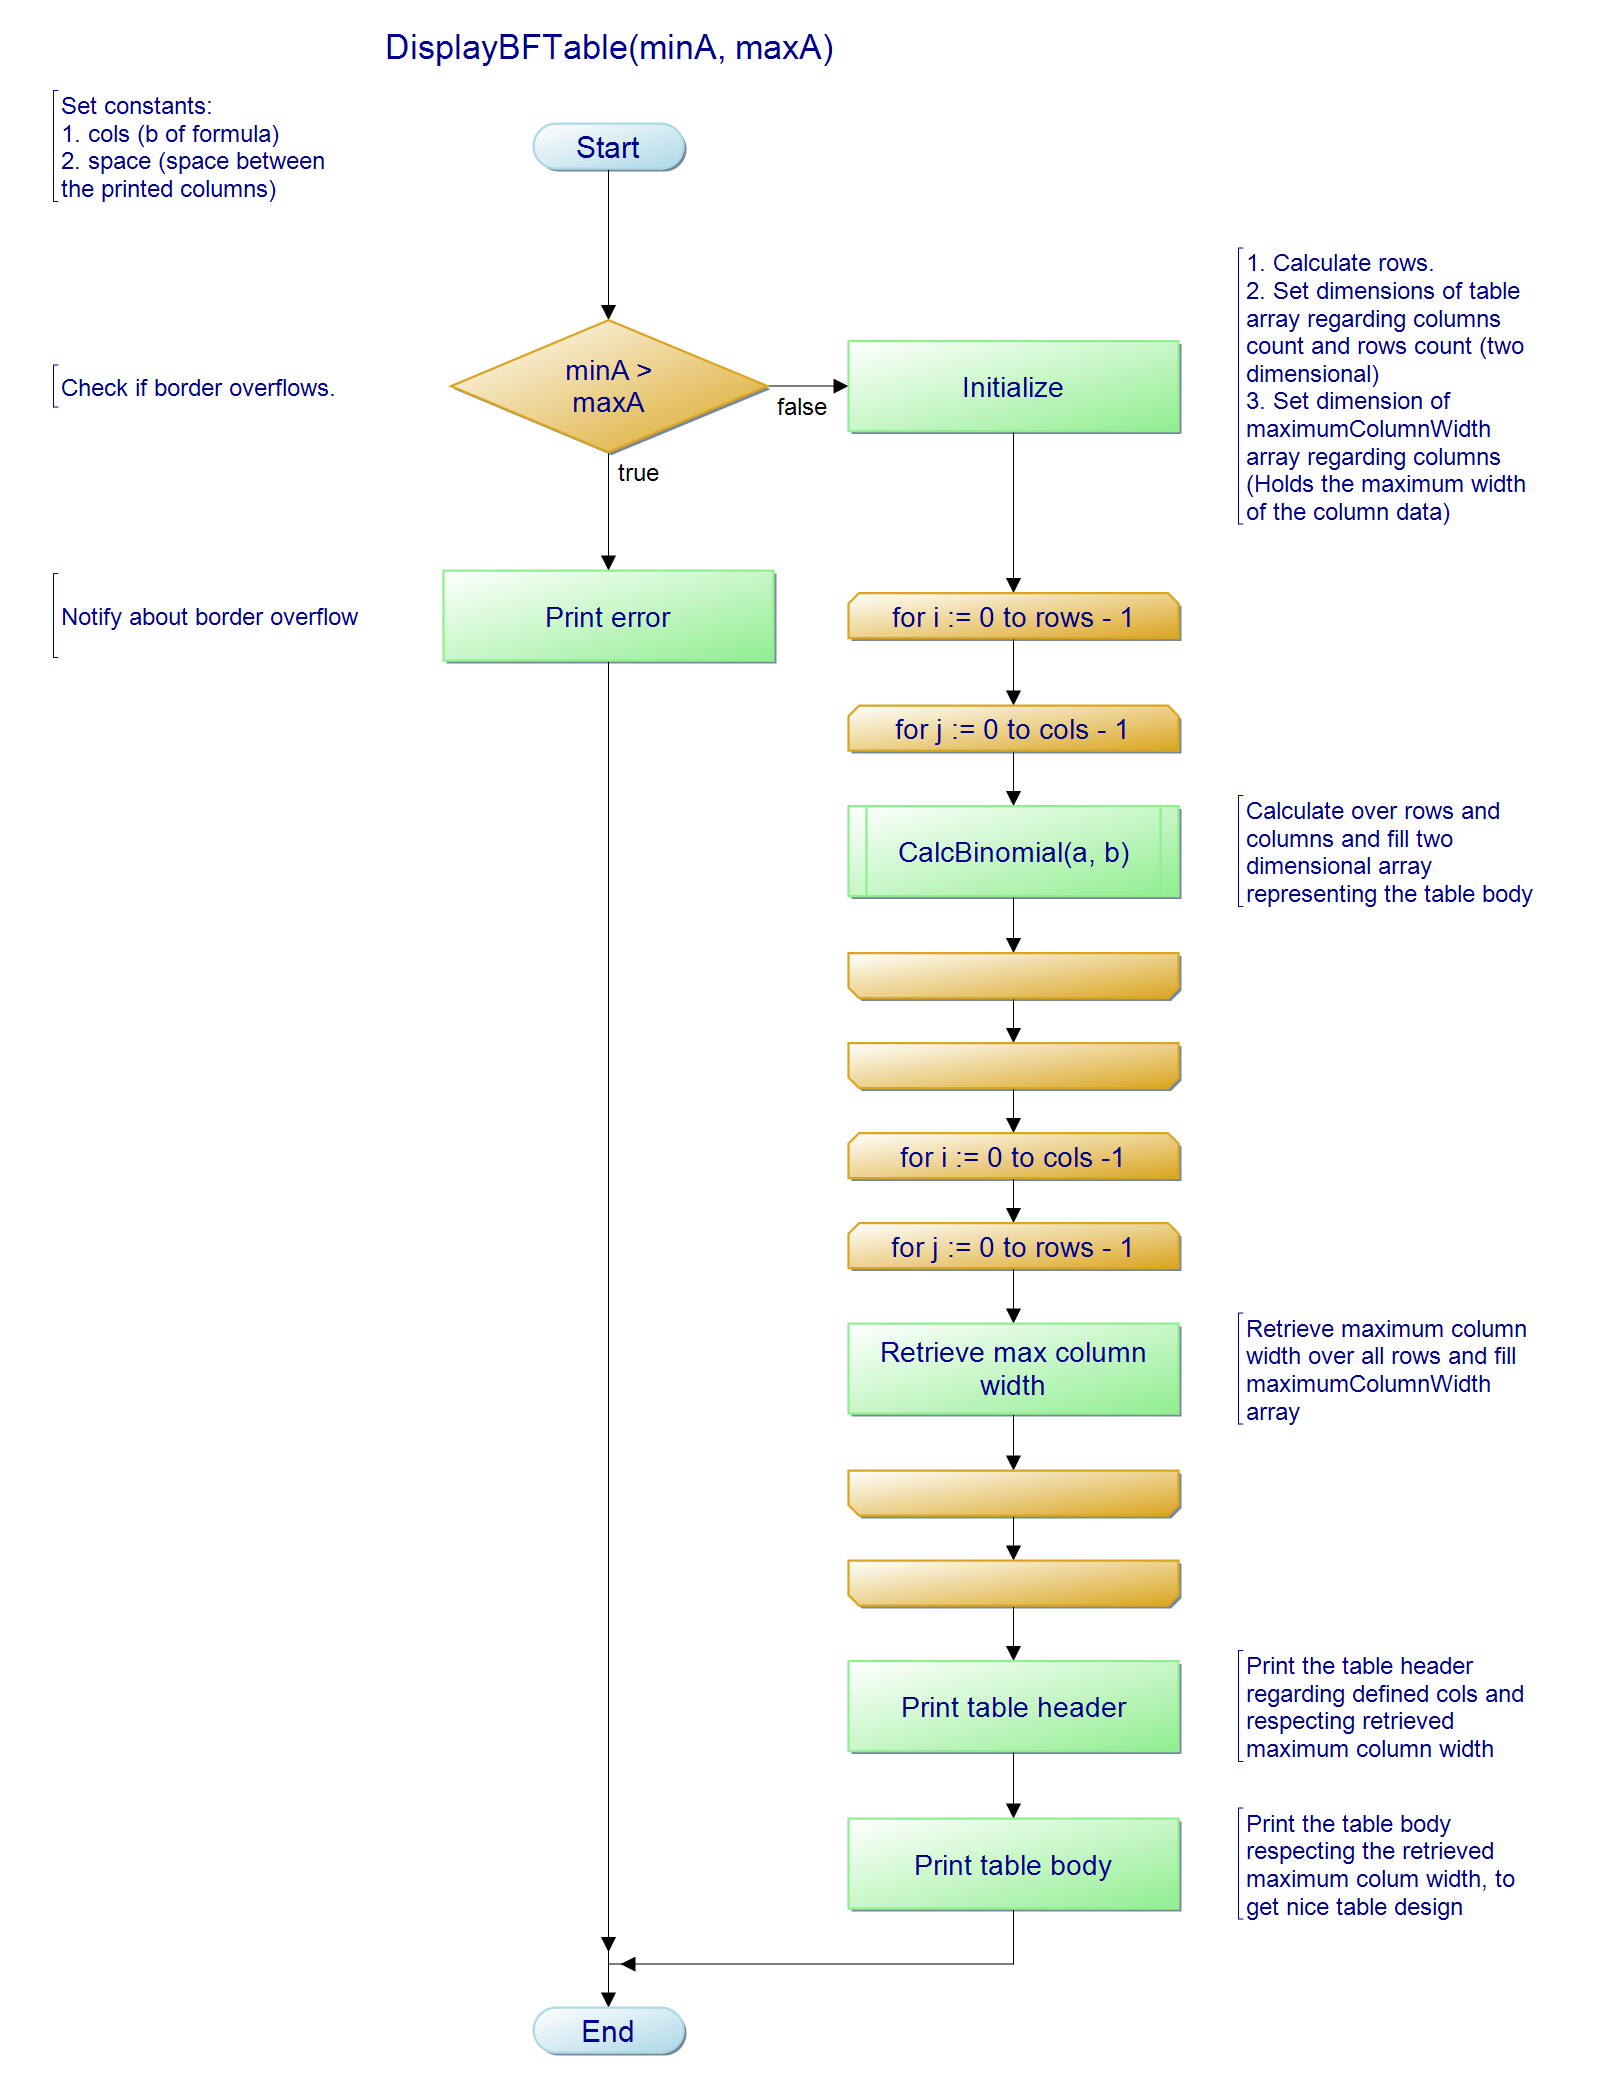 DisplayBFTable(minA, maxA)
Set constants:
1. cols (b of formula)
2. space (space between
the printed columns)
Start
1. Calculate rows.
2. Set dimensions of table
array regarding columns
count and rows count (two
dimensional)
3. Set dimension of
maximumColumnWidth
array regarding columns
(Holds the maximum width
of the column data)
Check if border overflows.
minA >
maxA
false
true
Initialize
Notify about border overflow
Print error
for i := 0 to rows - 1
for j := 0 to cols - 1
CalcBinomial(a, b)
Calculate over rows and
columns and fill two
dimensional array
representing the table body
for i := 0 to cols -1
for j := 0 to rows - 1
Retrieve max column
width
Retrieve maximum column
width over all rows and fill
maximumColumnWidth
array
Print table header
Print the table header
regarding defined cols and
respecting retrieved
maximum column width
Print table body
Print the table body
respecting the retrieved
maximum colum width, to
get nice table design
End